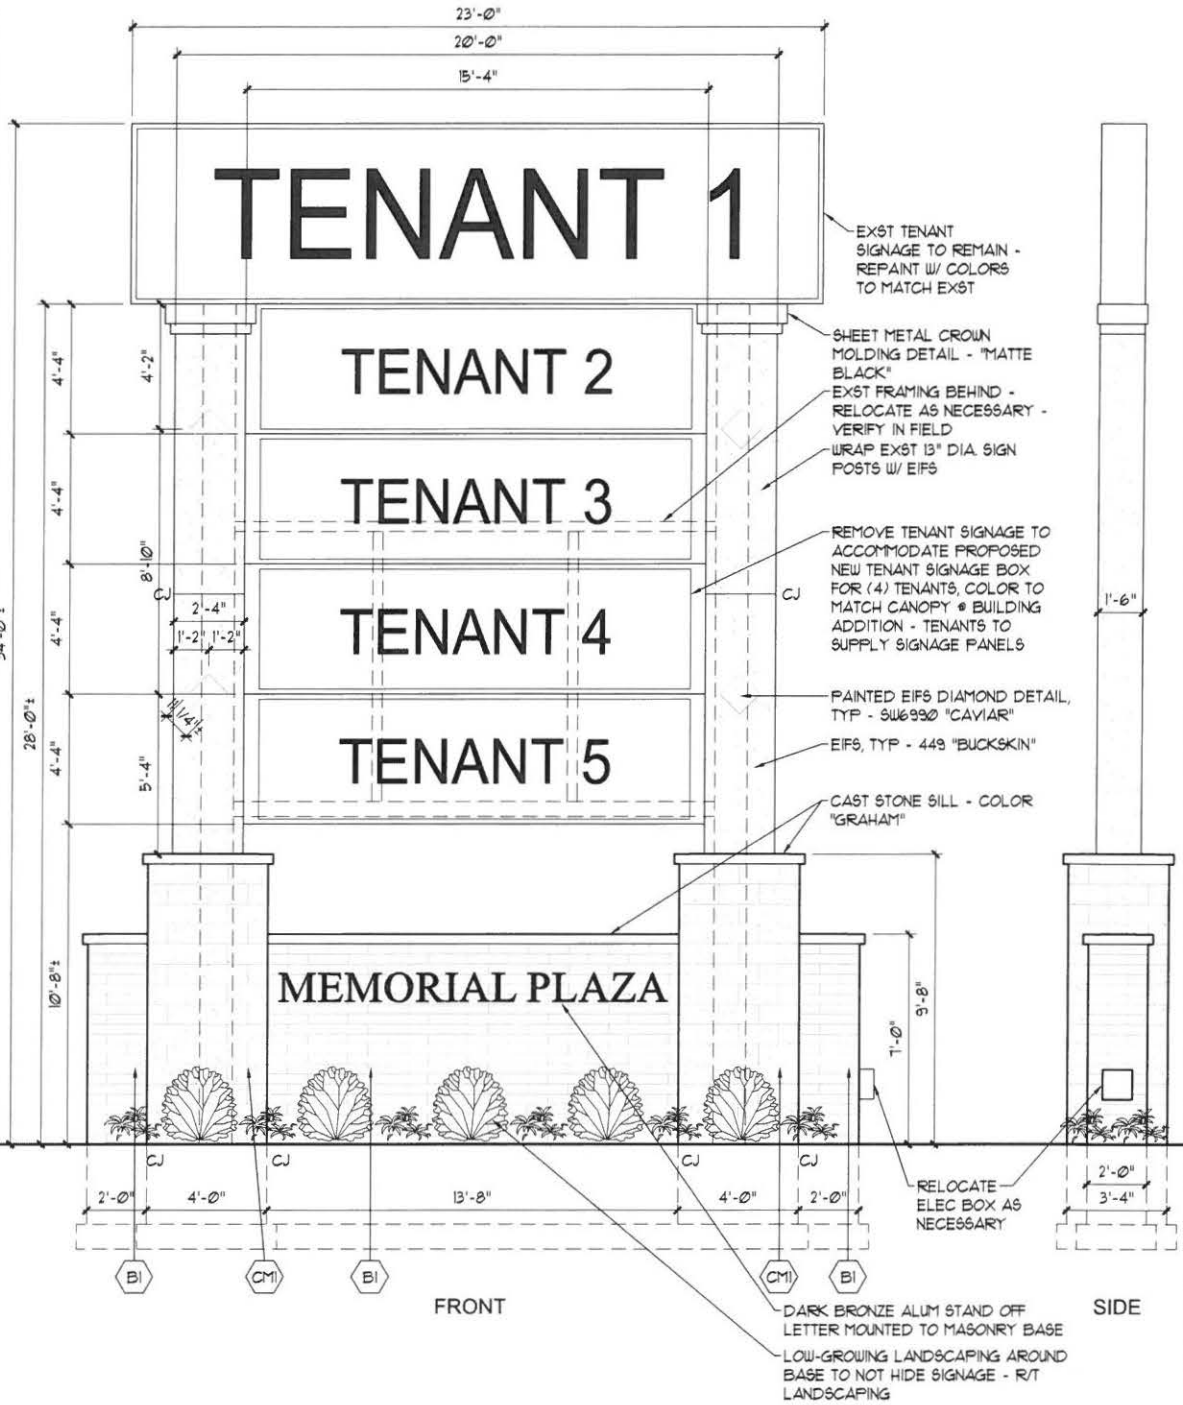 23'-0"
20'-0"
15'-4"
TENANT 1
EXST TENANT
SIGNAGE TO REMAIN -
REPAINT W/ COLORS
TO MATCH EXST
SHEET METAL CROWN
MOLDING DETAIL - "MATTE
BLACK"
4'-4"
4'-2"
TENANT 2
EXST FRAMING BEHIND -
RELOCATE AS NECESSARY -
VERIFY IN FIELD
WRAP EXST 13" DIA. SIGN
POSTS W/ EIFS
4'-4"
TENANT 3
8'-10"
REMOVE TENANT SIGNAGE TO
ACCOMMODATE PROPOSED
NEW TENANT SIGNAGE BOX
FOR (4) TENANTS, COLOR TO
MATCH CANOPY @ BUILDING
ADDITION - TENANTS TO
SUPPLY SIGNAGE PANELS
CJ
CJ
1'-6"
2'-4"
1'-2" 1'-2"
4'-4"
TENANT 4
28'-0"±
11 1/4"±
PAINTED EIFS DIAMOND DETAIL,
TYP - SW6990 "CAVIAR"
EIFS, TYP - 449 "BUCKSKIN"
4'-4"
5'-4"
TENANT 5
CAST STONE SILL - COLOR
"GRAHAM"
10'-8"±
MEMORIAL PLAZA
7'-0"
9'-8"
CJ
CJ
CJ
CJ
2'-0"
4'-0"
13'-8"
4'-0"
2'-0"
RELOCATE
ELEC BOX AS
NECESSARY
2'-0"
3'-4"
B1
CM1
B1
CM1
B1
FRONT
SIDE
DARK BRONZE ALUM STAND OFF
LETTER MOUNTED TO MASONRY BASE
LOW-GROWING LANDSCAPING AROUND
BASE TO NOT HIDE SIGNAGE - R/T
LANDSCAPING